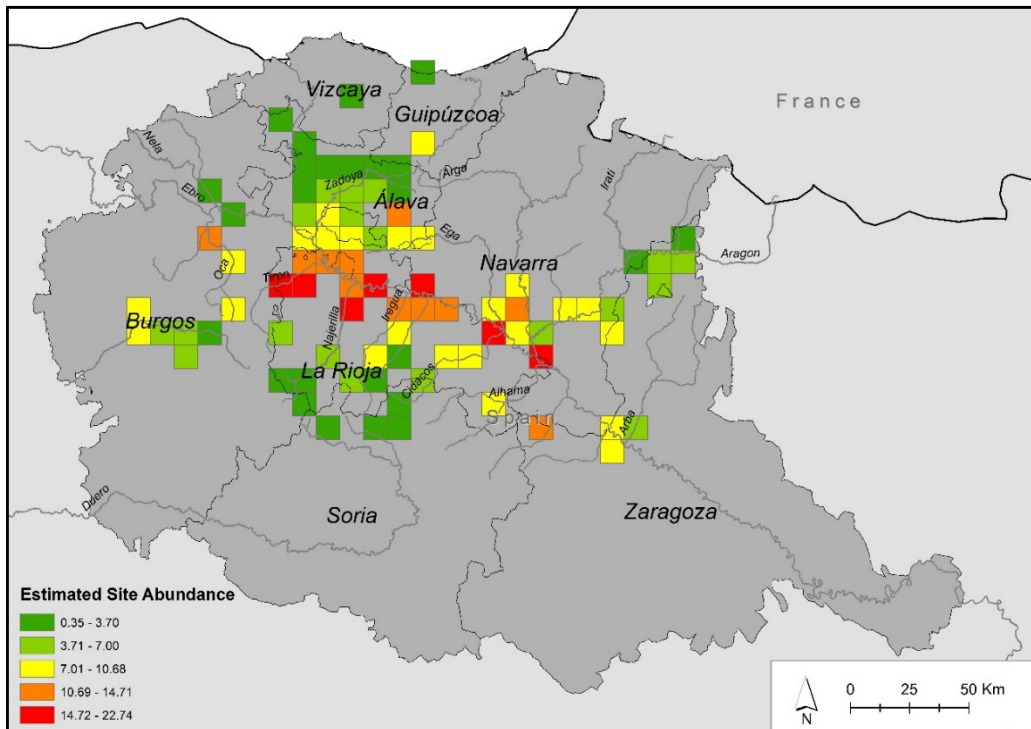 Vizcaya
Guipúzcoa
France
Nela
Ebro
Zadoya
Arga
Irati
Álava
Ega
Oca
Tiron
Navarra
Aragon
Najerilla
Iregua
Burgos
La Rioja
Cidacos
Alhama
Spain
Arba
Duero
Soria
Zaragoza
Estimated Site Abundance
0.35 - 3.70
3.71 - 7.00
7.01 - 10.68
10.69 - 14.71
14.72 - 22.74
N
0 25 50 Km